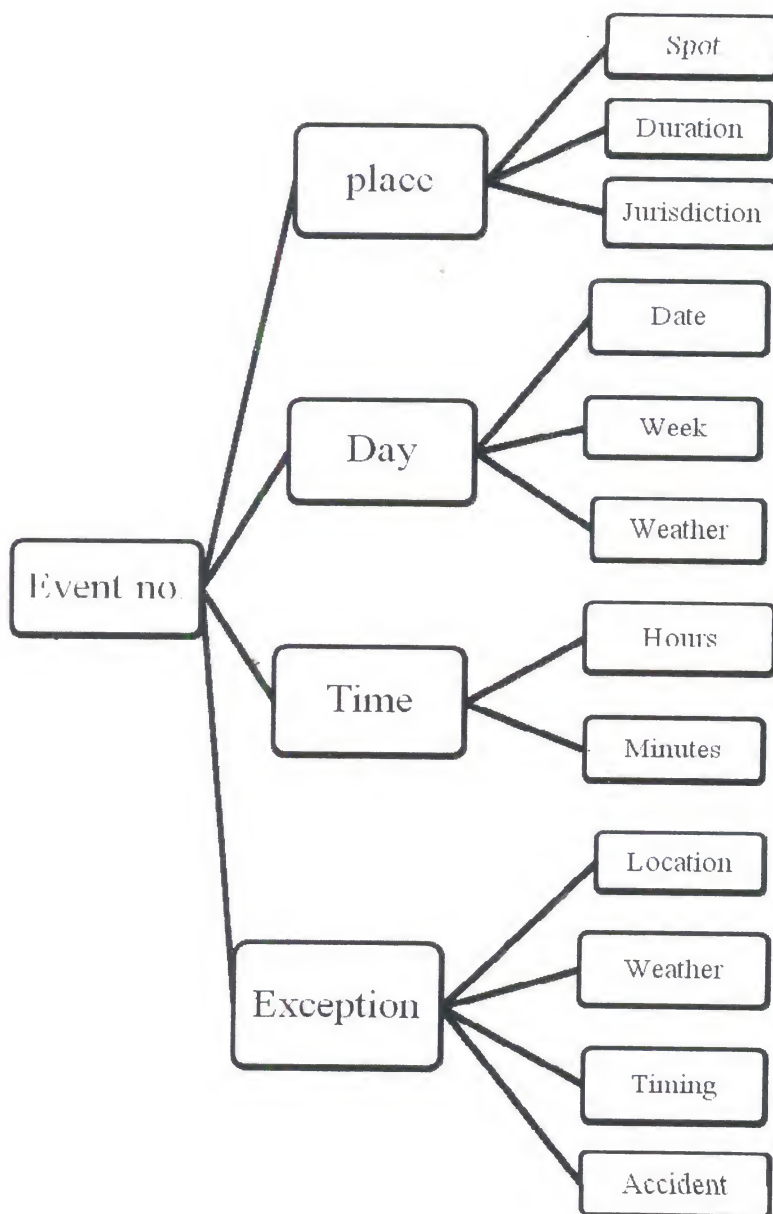 Event no.
place
Spot
Duration
Jurisdiction
Day
Date
Week
Weather
Time
Hours
Minutes
Exception
Location
Weather
Timing
Accident